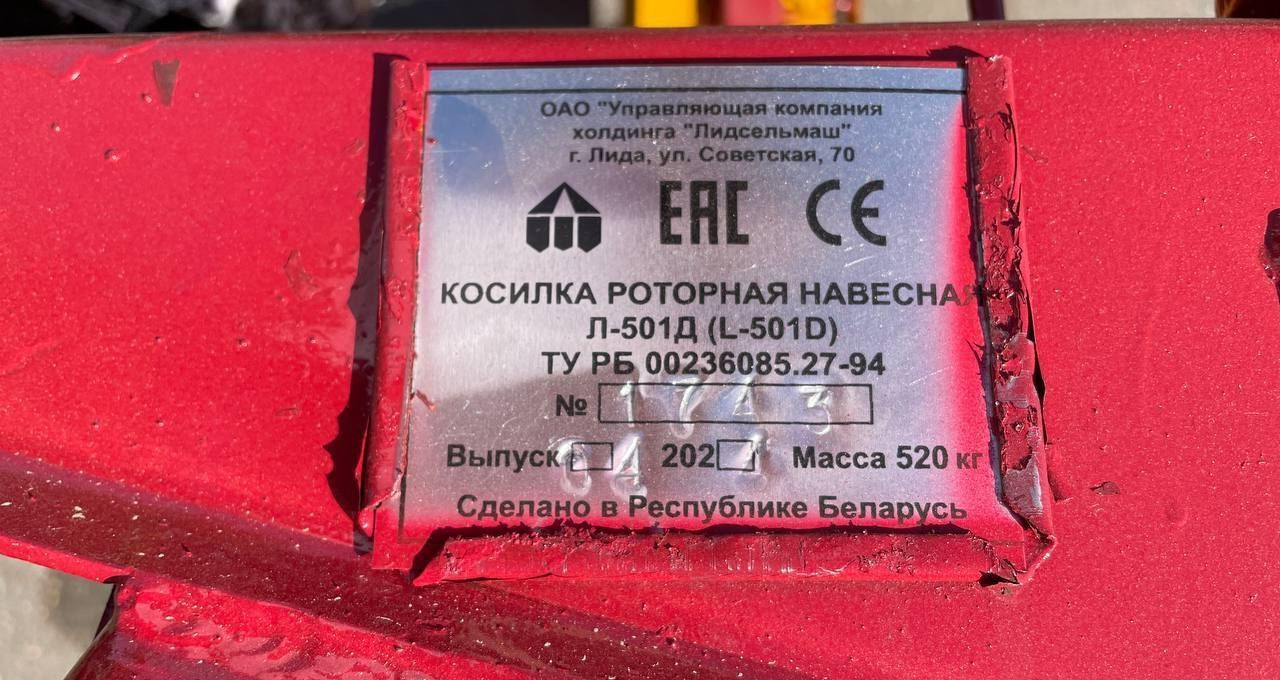 ОАО "Управляющая компания
холдинга "Лидсельмаш"
г. Лида, ул. Советская, 70
EAC CE
КОСИЛКА РОТОРНАЯ НАВЕСНАЯ
Л-501Д (L-501D)
ТУ РБ 00236085.27-94
№ 1743
Выпуск 202 Масса 520 кг
Сделано в Республике Беларусь